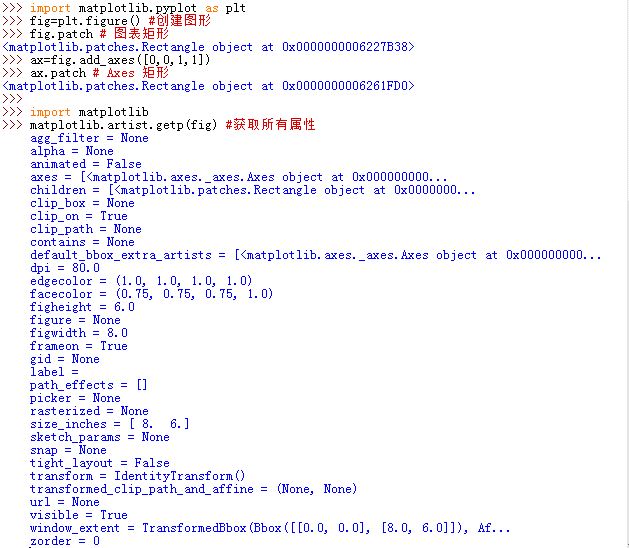 >>> import matplotlib.pyplot as plt
>>> fig=plt.figure() #创建图形
>>> fig.patch # 图表矩形
<matplotlib.patches.Rectangle object at 0x0000000006227B38>
>>> ax=fig.add_axes([0,0,1,1])
>>> ax.patch # Axes 矩形
<matplotlib.patches.Rectangle object at 0x0000000006261FD0>
>>>
>>> import matplotlib
>>> matplotlib.artist.getp(fig) #获取所有属性
agg_filter = None
alpha = None
animated = False
axes = [<matplotlib.axes._axes.Axes object at 0x000000000...
children = [<matplotlib.patches.Rectangle object at 0x0000000...
clip_box = None
clip_on = True
clip_path = None
contains = None
default_bbox_extra_artists = [<matplotlib.axes._axes.Axes object at 0x000000000...
dpi = 80.0
edgecolor = (1.0, 1.0, 1.0, 1.0)
facecolor = (0.75, 0.75, 0.75, 1.0)
figheight = 6.0
figure = None
figwidth = 8.0
frameon = True
gid = None
label =
path_effects = []
picker = None
rasterized = None
size_inches = [ 8.  6.]
sketch_params = None
snap = None
tight_layout = False
transform = IdentityTransform()
transformed_clip_path_and_affine = (None, None)
url = None
visible = True
window_extent = TransformedBbox(Bbox([[0.0, 0.0], [8.0, 6.0]]), Af...
zorder = 0